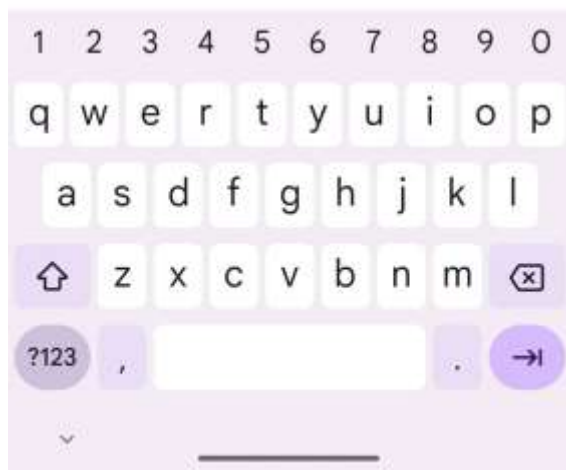 1 2 3 4 5 6 7 8 9 0
q w e r t y u i o p
a s d f g h j k l
z x c v b n m
?123 , .